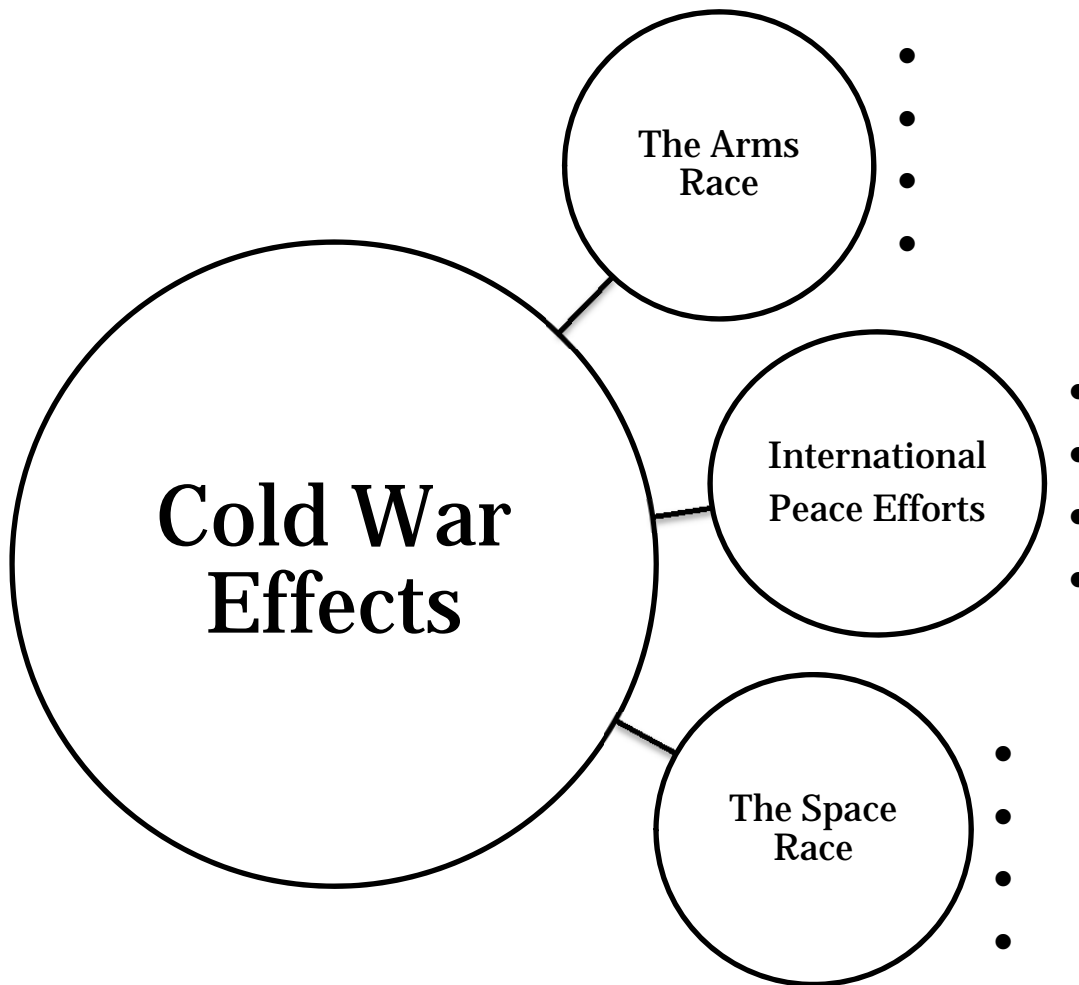 The Arms
Race
Cold War
Effects
International
Peace Efforts
The Space
Race